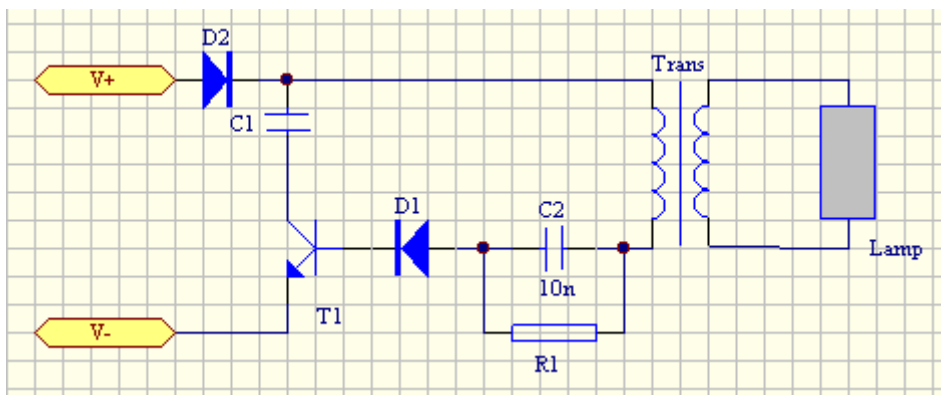 D2
V+
Trans
C1
D1
C2
10n
Lamp
T1
V-
R1